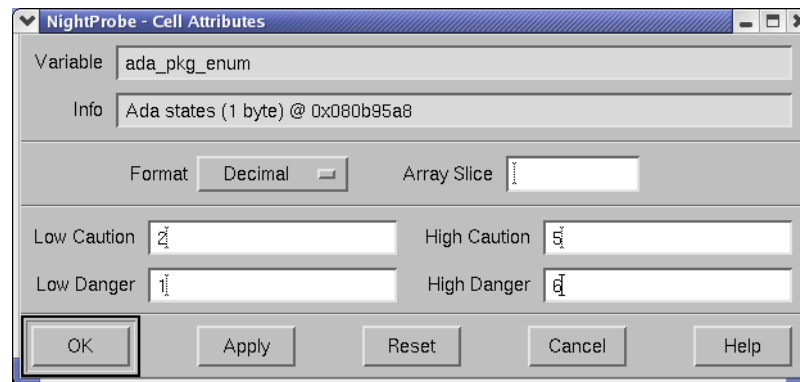 NightProbe - Cell Attributes
Variable ada_pkg_enum
Info Ada states (1 byte) @ 0x080b95a8
Format Decimal Array Slice
Low Caution 2 High Caution 5
Low Danger 1 High Danger 6
OK Apply Reset Cancel Help